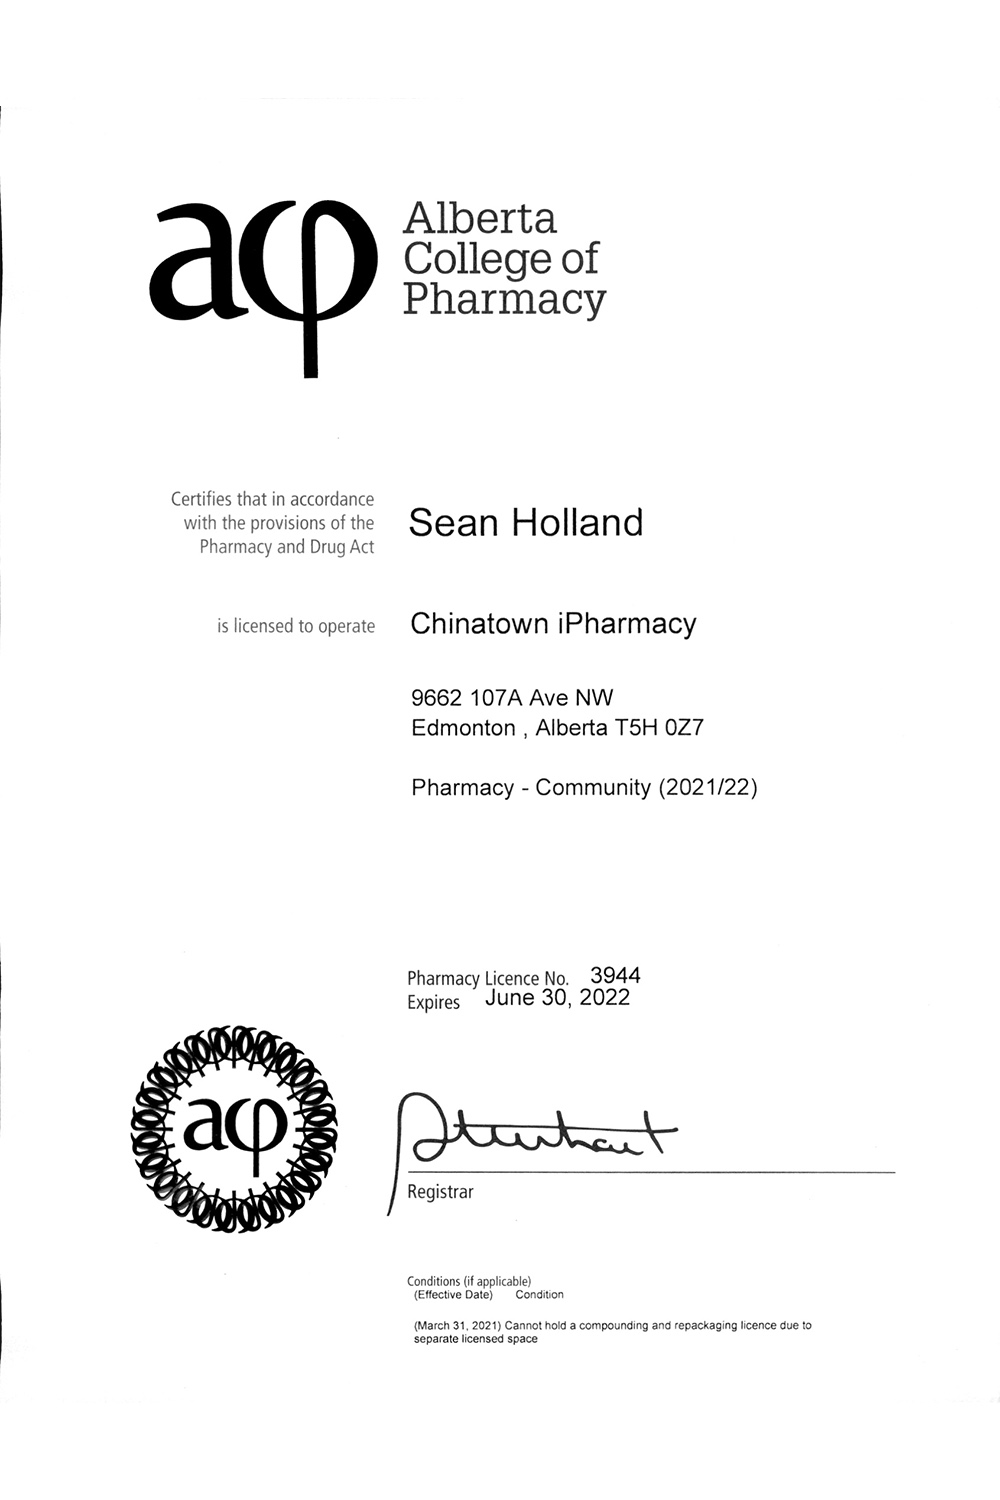 acp
Alberta
College of
Pharmacy
Certifies that in accordance
with the provisions of the
Pharmacy and Drug Act
Sean Holland
is licensed to operate
Chinatown iPharmacy
9662 107A Ave NW
Edmonton , Alberta T5H 0Z7
Pharmacy - Community (2021/22)
Pharmacy Licence No. 3944
Expires June 30, 2022
acp
Registrar
Conditions (if applicable)
(Effective Date) Condition
(March 31, 2021) Cannot hold a compounding and repackaging licence due to
separate licensed space